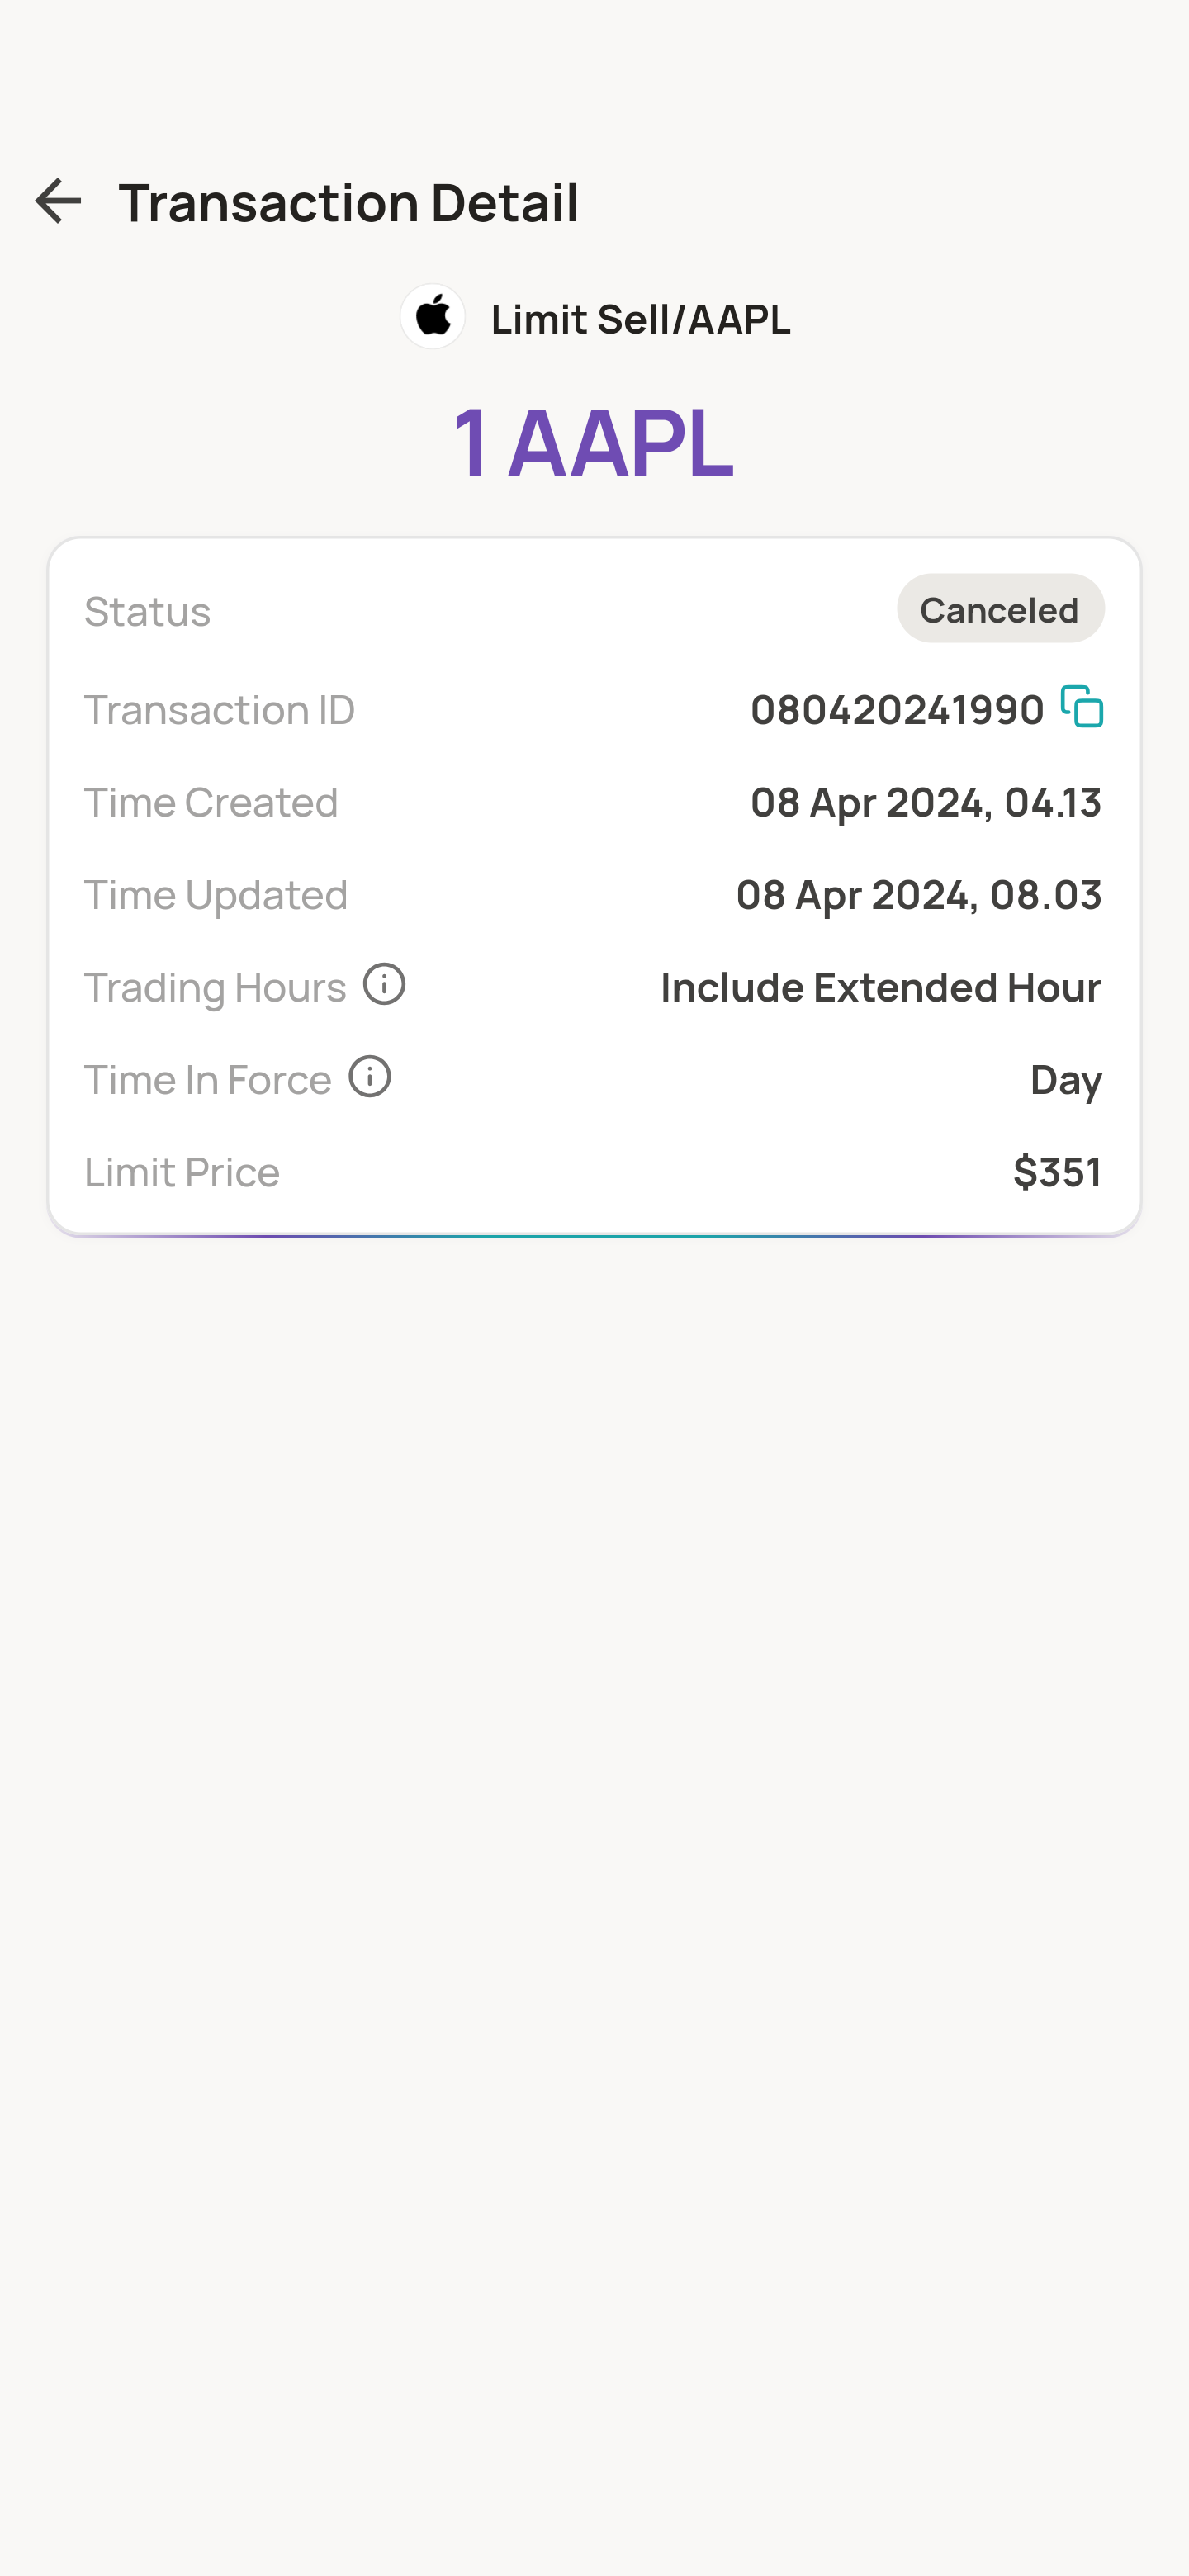 Transaction Detail
Limit Sell/AAPL
1 AAPL
Status Canceled
Transaction ID 080420241990
Time Created 08 Apr 2024, 04.13
Time Updated 08 Apr 2024, 08.03
Trading Hours Include Extended Hour
Time In Force Day
Limit Price $351